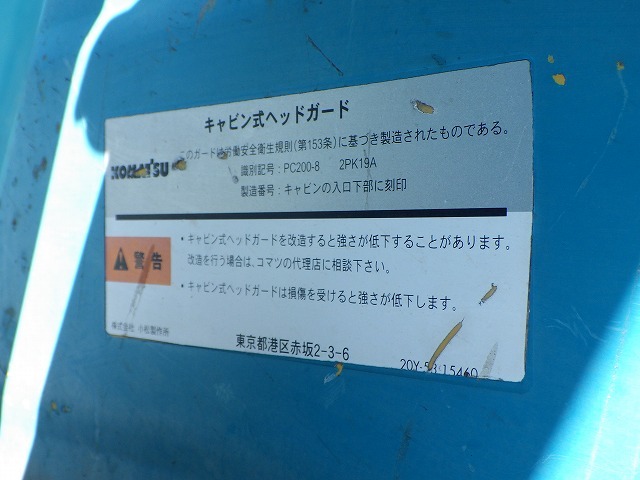 キャビン式ヘッドガード
KOMATSU
このガードは労働安全衛生規則(第153条)に基づき製造されたものである。
識別記号:PC200-8 2PK19A
製造番号:キャビンの入口下部に刻印
警告
・キャビン式ヘッドガードを改造すると強さが低下することがあります。
改造を行う場合は、コマツの代理店に相談下さい。
・キャビン式ヘッドガードは損傷を受けると強さが低下します。
株式会社 小松製作所
東京都港区赤坂2-3-6
20Y-53-15460